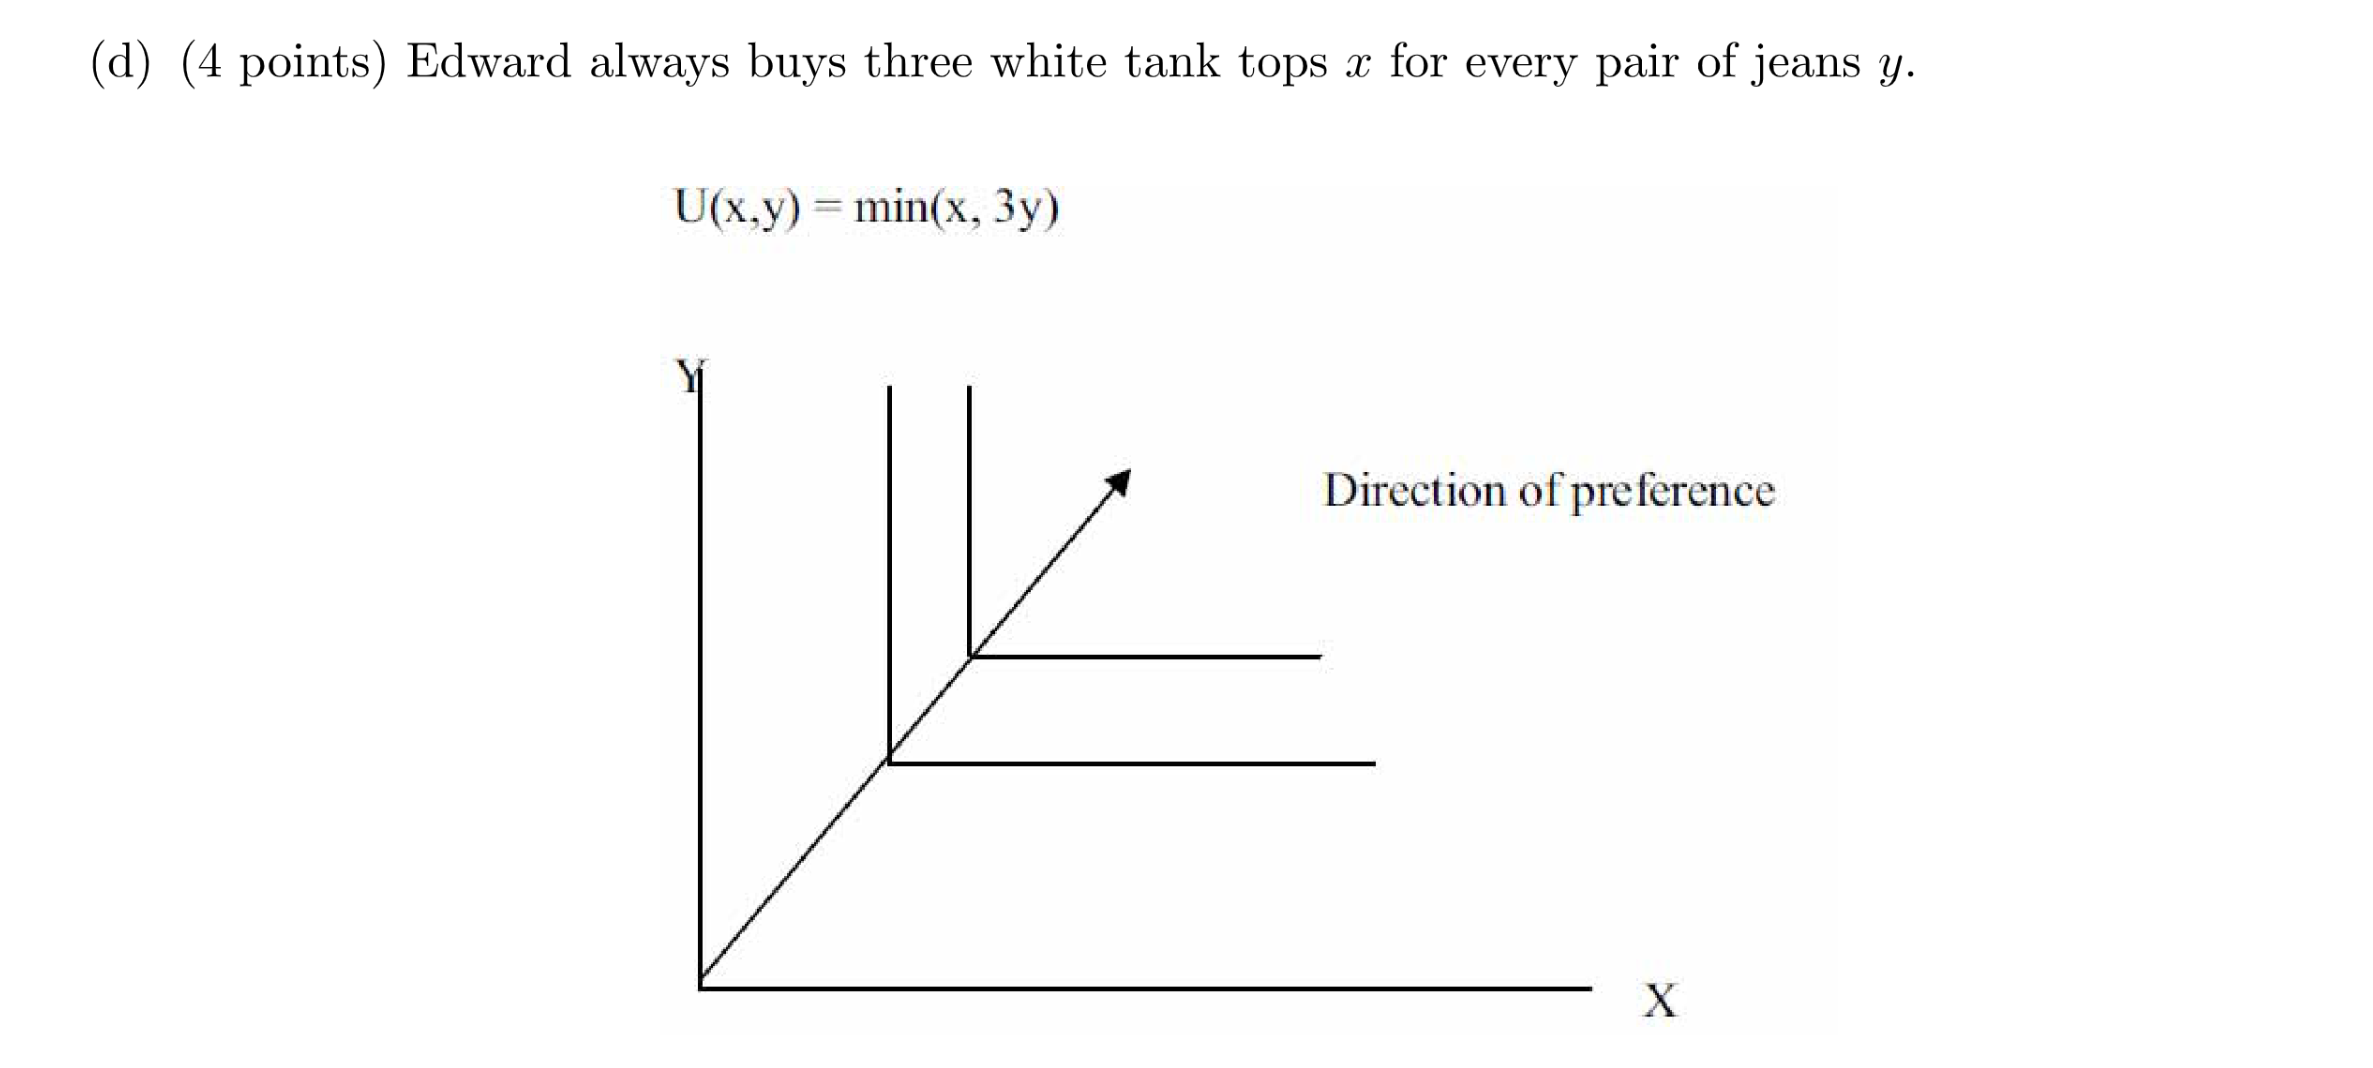 (d) (4 points) Edward always buys three white tank tops x for every pair of jeans y.
U(x,y) = min(x, 3y)
Y
Direction of preference
X